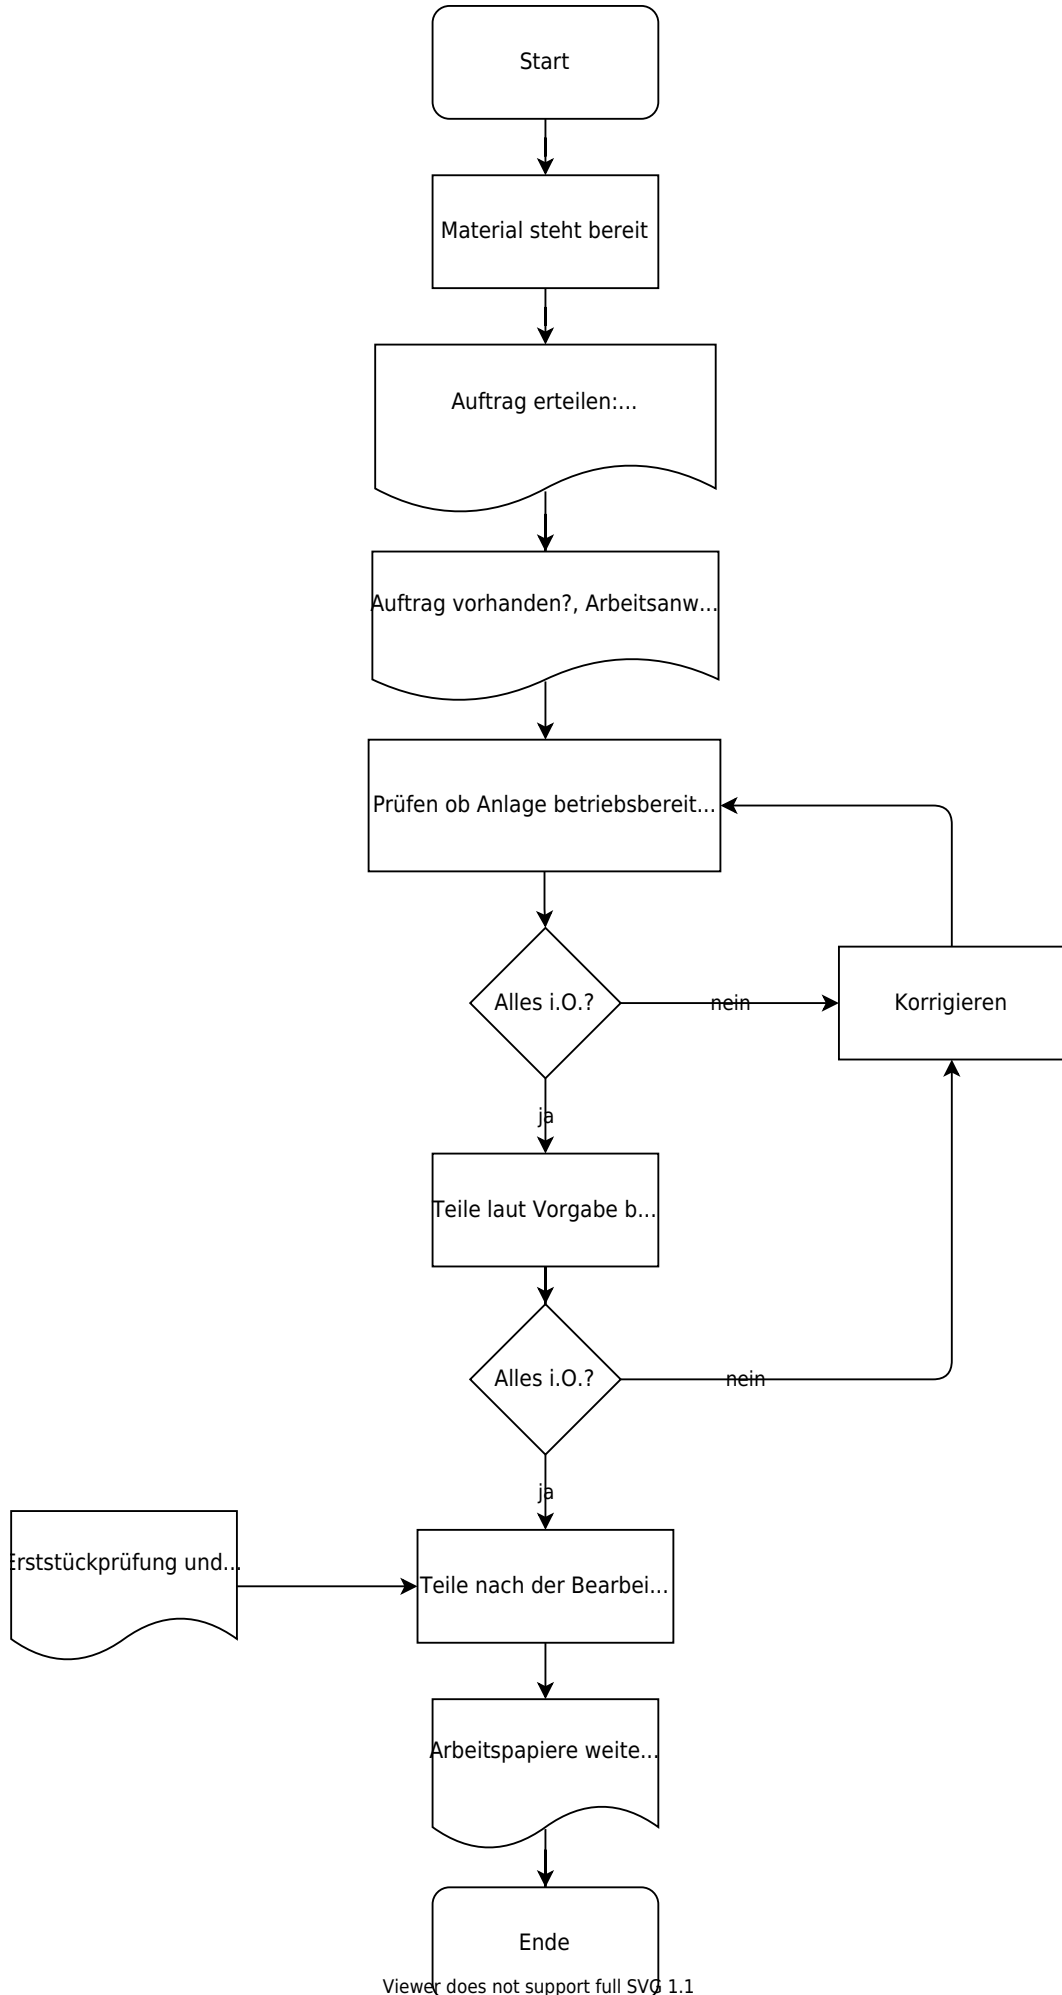 Start
Material steht bereit
Auftrag erteilen:...
Auftrag vorhanden?, Arbeitsanw...
Prüfen ob Anlage betriebsbereit...
Alles i.O.?
nein
Korrigieren
ja
Teile laut Vorgabe b...
Alles i.O.?
nein
ja
Erststückprüfung und...
Teile nach der Bearbei...
Arbeitspapiere weite...
Ende
Viewer does not support full SVG 1.1